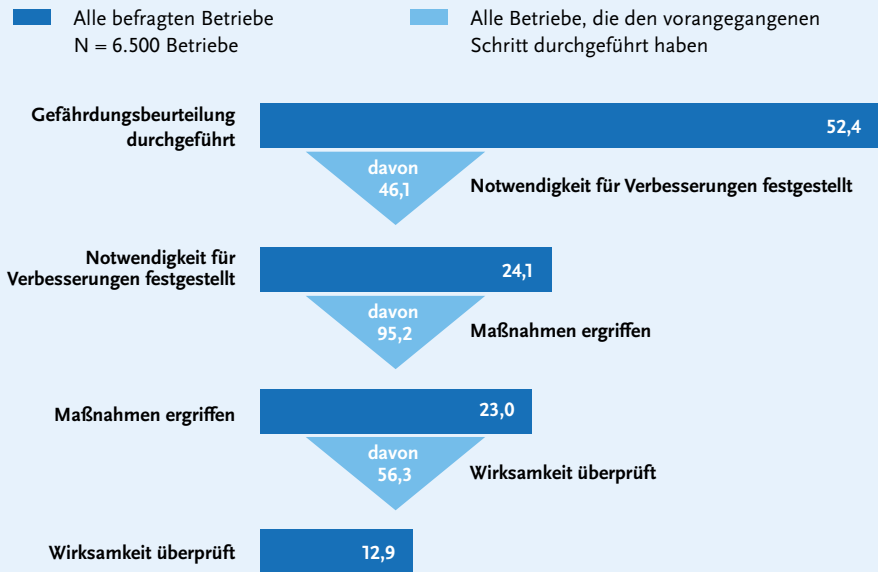 Alle befragten Betriebe
N = 6.500 Betriebe
Alle Betriebe, die den vorangegangenen
Schritt durchgeführt haben
Gefährdungsbeurteilung
durchgeführt
52,4
davon
46,1
Notwendigkeit für Verbesserungen festgestellt
Notwendigkeit für
Verbesserungen festgestellt
24,1
davon
95,2
Maßnahmen ergriffen
Maßnahmen ergriffen
23,0
davon
56,3
Wirksamkeit überprüft
Wirksamkeit überprüft
12,9